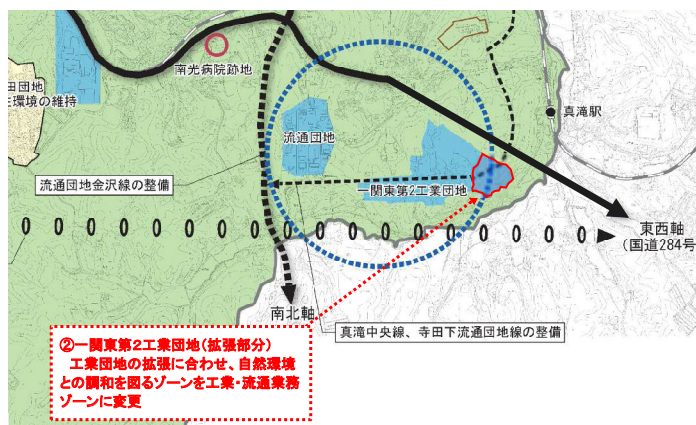 南光病院跡地
田団地
生環境の維持
真滝駅
流通団地
流通団地金沢線の整備
一関東第2工業団地
東西軸
(国道284号
南北軸
真滝中央線、寺田下流通団地線の整備
②一関東第2工業団地(拡張部分)
工業団地の拡張に合わせ、自然環境
との調和を図るゾーンを工業・流通業務
ゾーンに変更